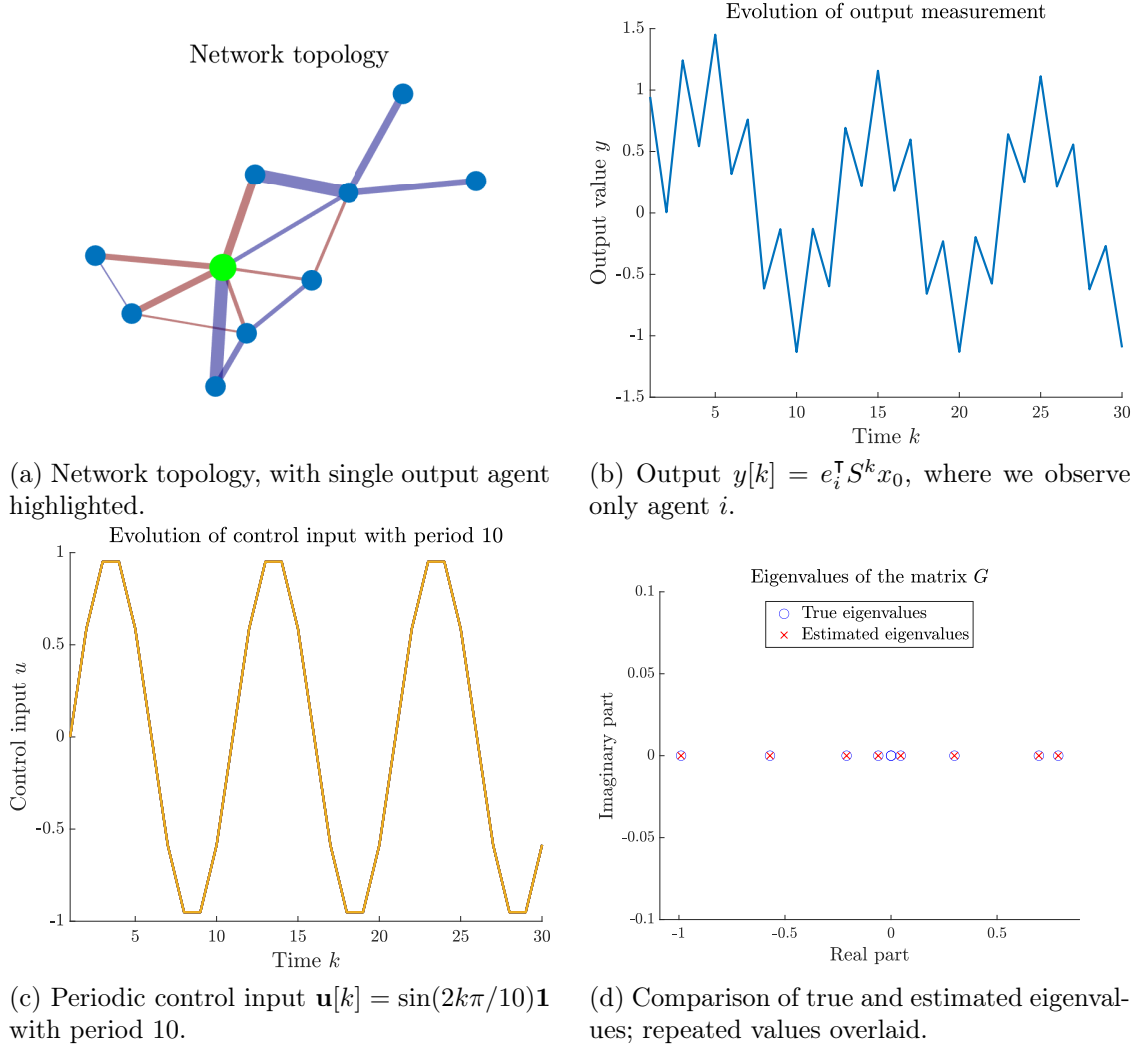 Network topology
(a) Network topology, with single output agent
highlighted.
Evolution of output measurement
Output value y
1.5
1
0.5
0
-0.5
-1
-1.5
5
10
15
20
25
30
Time k
(b) Output y[k] = e_i^⊺ S^k x_0, where we observe
only agent i.
Evolution of control input with period 10
Control input u
1
0.5
0
-0.5
-1
5
10
15
20
25
30
Time k
(c) Periodic control input u[k] = sin(2kπ/10)1
with period 10.
Eigenvalues of the matrix G
True eigenvalues
Estimated eigenvalues
Imaginary part
0.1
0.05
0
-0.05
-0.1
-1
-0.5
0
0.5
Real part
(d) Comparison of true and estimated eigenval-
ues; repeated values overlaid.